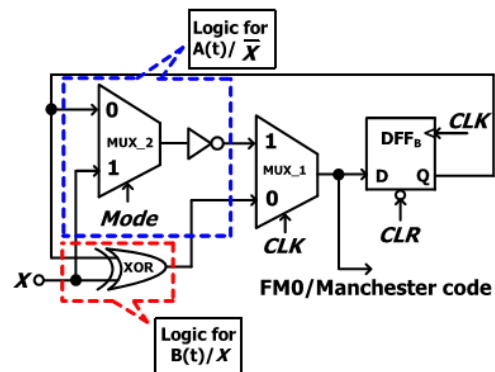 Logic for
A(t)/ X̅
0
MUX_2
1
Mode
1
MUX_1
0
CLK
DFF_B
CLK
D
Q
CLR
X
XOR
FM0/Manchester code
Logic for
B(t)/X